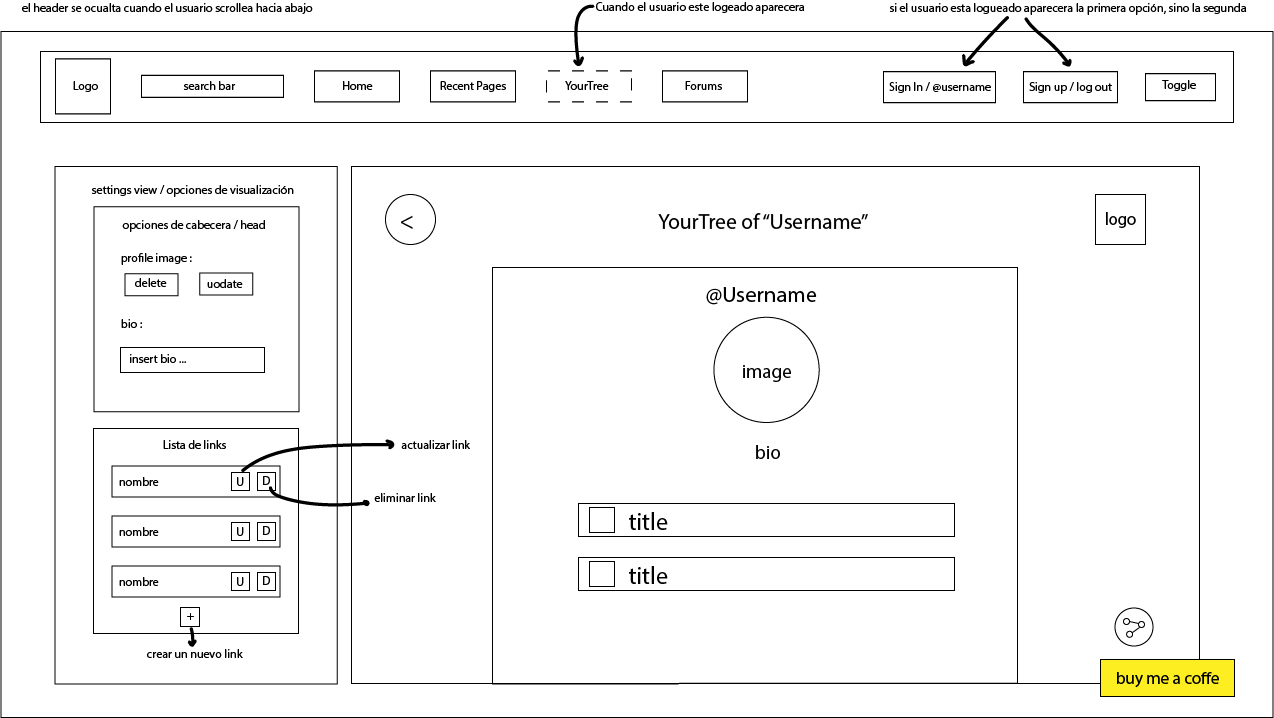 el header se ocualta cuando el usuario scrollea hacia abajo
Cuando el usuario este logeado aparecera
si el usuario esta logueado aparecera la primera opción, sino la segunda
Logo
search bar
Home
Recent Pages
YourTree
Forums
Sign In / @username
Sign up / log out
Toggle
settings view / opciones de visualización
opciones de cabecera / head
profile image :
delete
uodate
bio :
insert bio ...
Lista de links
nombre
U
D
nombre
U
D
nombre
U
D
+
crear un nuevo link
actualizar link
eliminar link
<
YourTree of “Username”
logo
@Username
image
bio
title
title
buy me a coffe